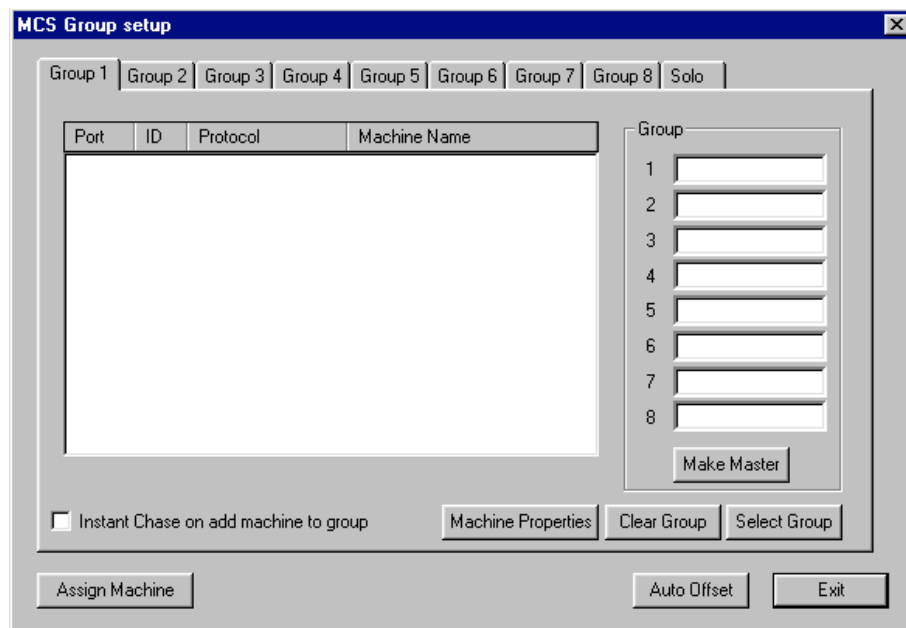 MCS Group setup
Group 1 Group 2 Group 3 Group 4 Group 5 Group 6 Group 7 Group 8 Solo
Port ID Protocol Machine Name
Group
1
2
3
4
5
6
7
8
Make Master
Instant Chase on add machine to group
Machine Properties Clear Group Select Group
Assign Machine Auto Offset Exit